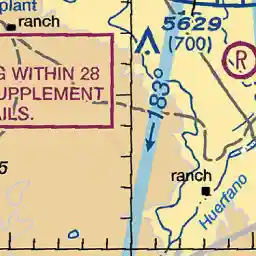 plant
ranch
5629
(700)
R
G WITHIN 28
SUPPLEMENT
AILS.
←183°
5
ranch
Huerfano